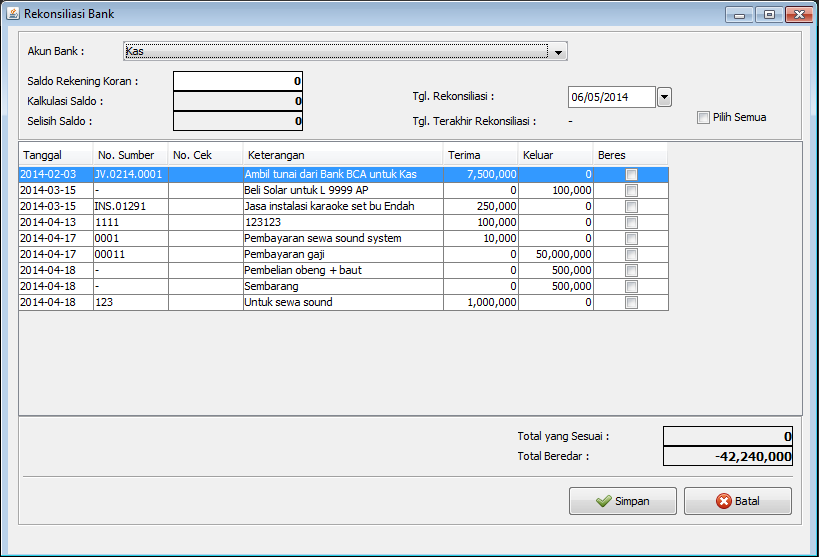 Rekonsiliasi Bank
Akun Bank : Kas
Saldo Rekening Koran : 0
Kalkulasi Saldo : 0
Tgl. Rekonsiliasi : 06/05/2014
Selisih Saldo : 0
Tgl. Terakhir Rekonsiliasi : -
Pilih Semua
Tanggal No. Sumber No. Cek Keterangan Terima Keluar Beres
2014-02-03 JV.0214.0001 Ambil tunai dari Bank BCA untuk Kas 7,500,000 0
2014-03-15 - Beli Solar untuk L 9999 AP 0 100,000
2014-03-15 INS.01291 Jasa instalasi karaoke set bu Endah 250,000 0
2014-04-13 1111 123123 100,000 0
2014-04-17 0001 Pembayaran sewa sound system 10,000 0
2014-04-17 00011 Pembayaran gaji 0 50,000,000
2014-04-18 - Pembelian obeng + baut 0 500,000
2014-04-18 - Sembarang 0 500,000
2014-04-18 123 Untuk sewa sound 1,000,000 0
Total yang Sesuai : 0
Total Beredar : -42,240,000
Simpan Batal